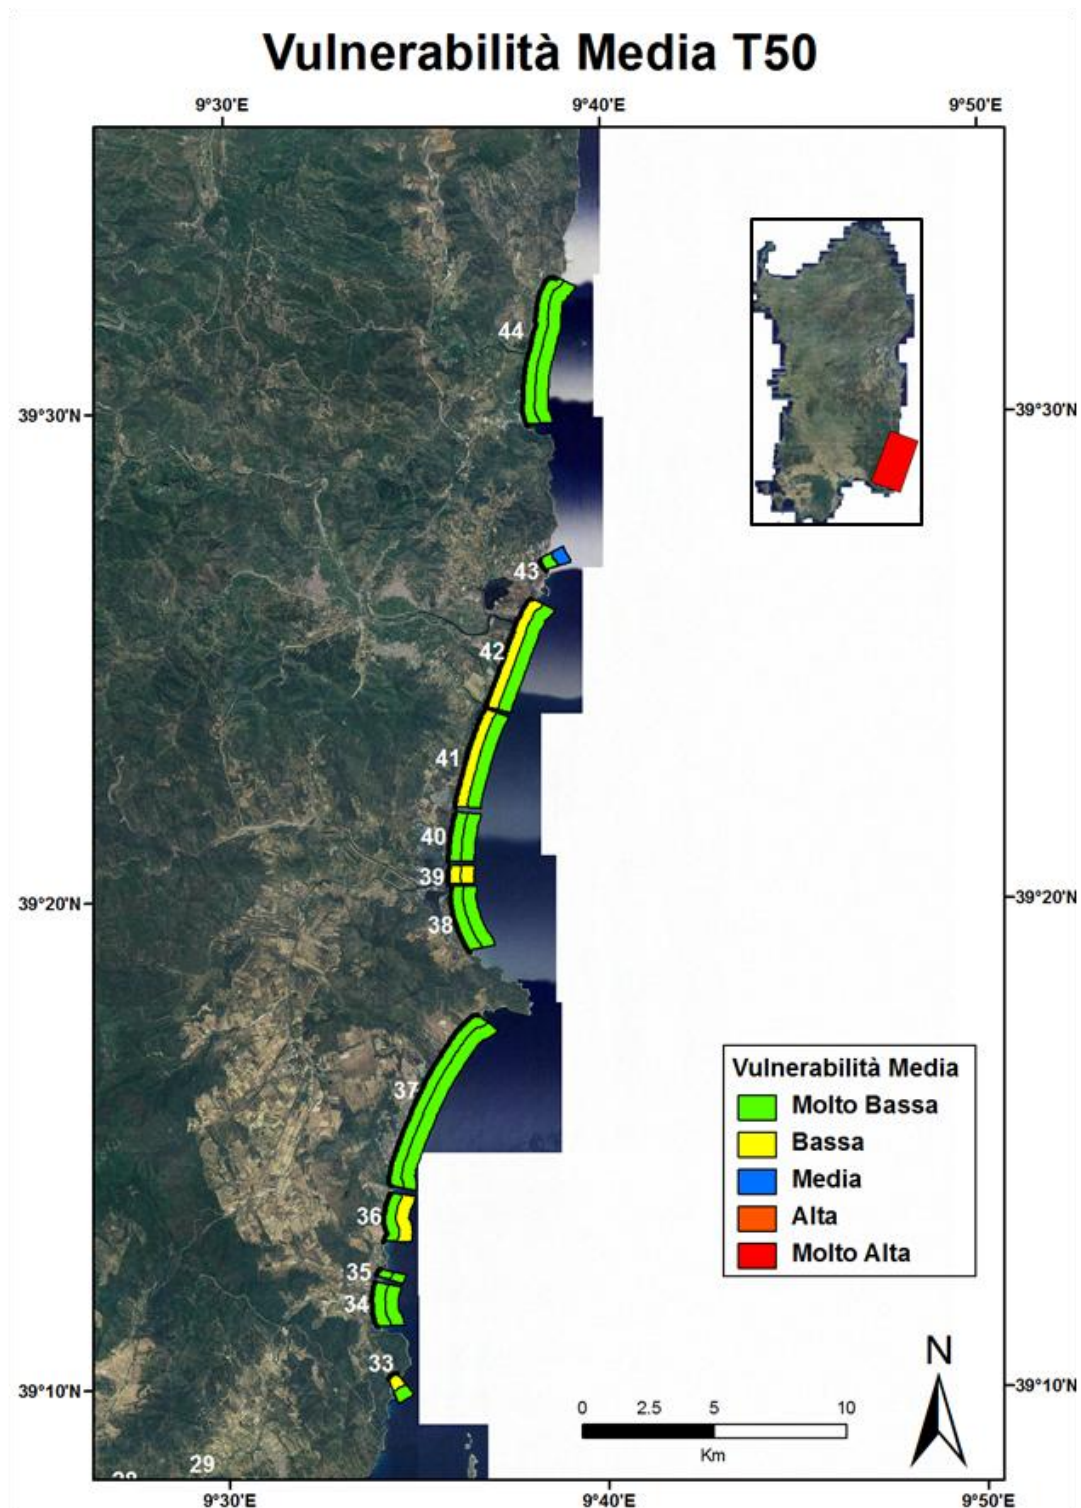 Vulnerabilità Media T50
9°30'E 9°40'E 9°50'E
44
39°30'N 39°30'N
43
42
41
40
39
39°20'N 39°20'N
38
37
Vulnerabilità Media
Molto Bassa
Bassa
Media
Alta
Molto Alta
36
35
34
33
N
39°10'N 39°10'N
0 2.5 5 10
Km
29
28
9°30'E 9°40'E 9°50'E